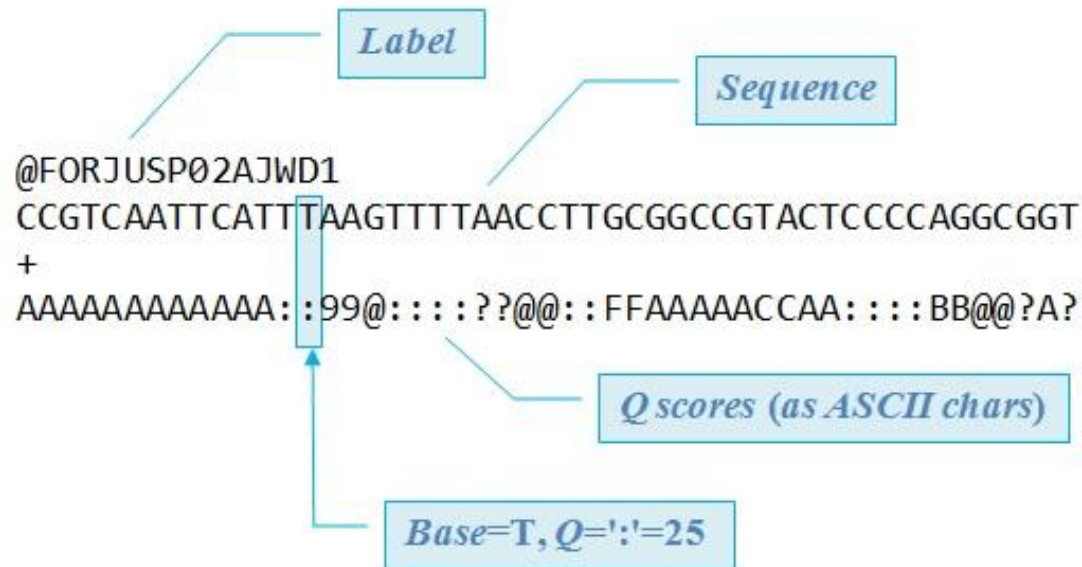 Label
Sequence
@FORJUSP02AJWD1
CCGTCAATTCATTTAAGTTTTAACCTTGCGGCCGTACTCCCCAGGCGGT
+
AAAAAAAAAAAA::99@::::??@@::FFAAAAACCAA::::BB@@?A?
Q scores (as ASCII chars)
Base=T, Q=':'=25